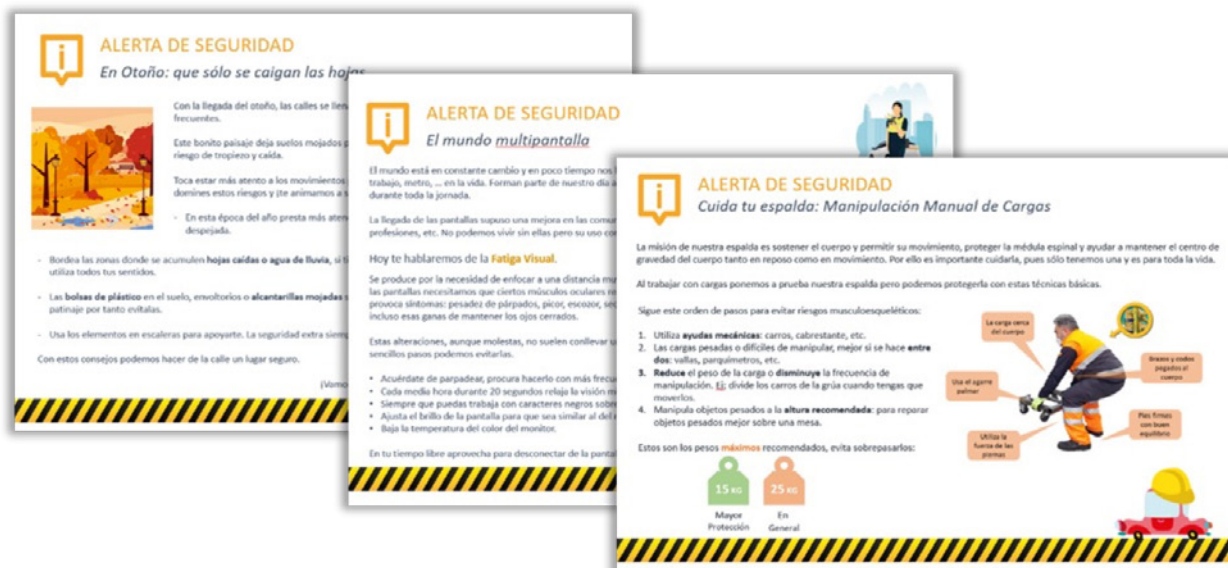 ALERTA DE SEGURIDAD
En Otoño: que sólo se caigan las hojas
Con la llegada del otoño, las calles se
frecuentes.
Este bonito paisaje deja suelos mojados
riesgo de tropiezo y caída.
Toca estar más atento a los movimientos
domines estos riesgos y ¡te animamos a
- En esta época del año presta más
despejada.
- Bordea las zonas donde se acumulen hojas caídas o agua de lluvia, si
utiliza todos tus sentidos.
- Las bolsas de plástico en el suelo, envoltorios o alcantarillas mojadas
patinaje por tanto evítalas.
- Usa los elementos en escaleras para apoyarte. La seguridad extra
Con estos consejos podemos hacer de la calle un lugar seguro.
ALERTA DE SEGURIDAD
El mundo multipantalla
El mundo está en constante cambio y en poco tiempo nos
trabajo, metro, ... en la vida. Forman parte de nuestro día a
durante toda la jornada.
La llegada de las pantallas supuso una mejora en las
profesiones, etc. No podemos vivir sin ellas pero su uso
Hoy te hablaremos de la Fatiga Visual.
Se produce por la necesidad de enfocar a una distancia
las pantallas necesitamos que ciertos músculos oculares
provoca síntomas: pesadez de párpados, picor, escozor,
incluso esas ganas de mantener los ojos cerrados.
Estas alteraciones, aunque molestas, no suelen conllevar
sencillos pasos podemos evitarlas.
• Acuérdate de parpadear, procura hacerlo con más
• Cada media hora durante 20 segundos relaja la visión
• Siempre que puedas trabaja con caracteres negros
• Ajusta el brillo de la pantalla para que sea similar al del
• Baja la temperatura del color del monitor.
En tu tiempo libre aprovecha para desconectar de la
ALERTA DE SEGURIDAD
Cuida tu espalda: Manipulación Manual de Cargas
La misión de nuestra espalda es sostener el cuerpo y permitir su movimiento, proteger la médula espinal y ayudar a mantener el centro de
gravedad del cuerpo tanto en reposo como en movimiento. Por ello es importante cuidarla, pues sólo tenemos una y es para toda la vida.
Al trabajar con cargas ponemos a prueba nuestra espalda pero podemos protegerla con estas técnicas básicas.
Sigue este orden de pasos para evitar riesgos musculoesqueléticos:
1. Utiliza ayudas mecánicas: carros, cabrestante, etc.
2. Las cargas pesadas o difíciles de manipular, mejor si se hace entre
dos: vallas, parquímetros, etc.
3. Reduce el peso de la carga o disminuye la frecuencia de
manipulación. Ej: divide los carros de la grúa cuando tengas que
moverlos.
4. Manipula objetos pesados a la altura recomendada: para reparar
objetos pesados mejor sobre una mesa.
La carga cerca
del cuerpo
Brazos y codos
pegados al
cuerpo
Usa el agarre
palmar
Pies firmes
con buen
equilibrio
Utiliza la
fuerza de las
piernas
Estos son los pesos máximos recomendados, evita sobrepasarlos:
15 KG
25 KG
Mayor
Protección
En
General